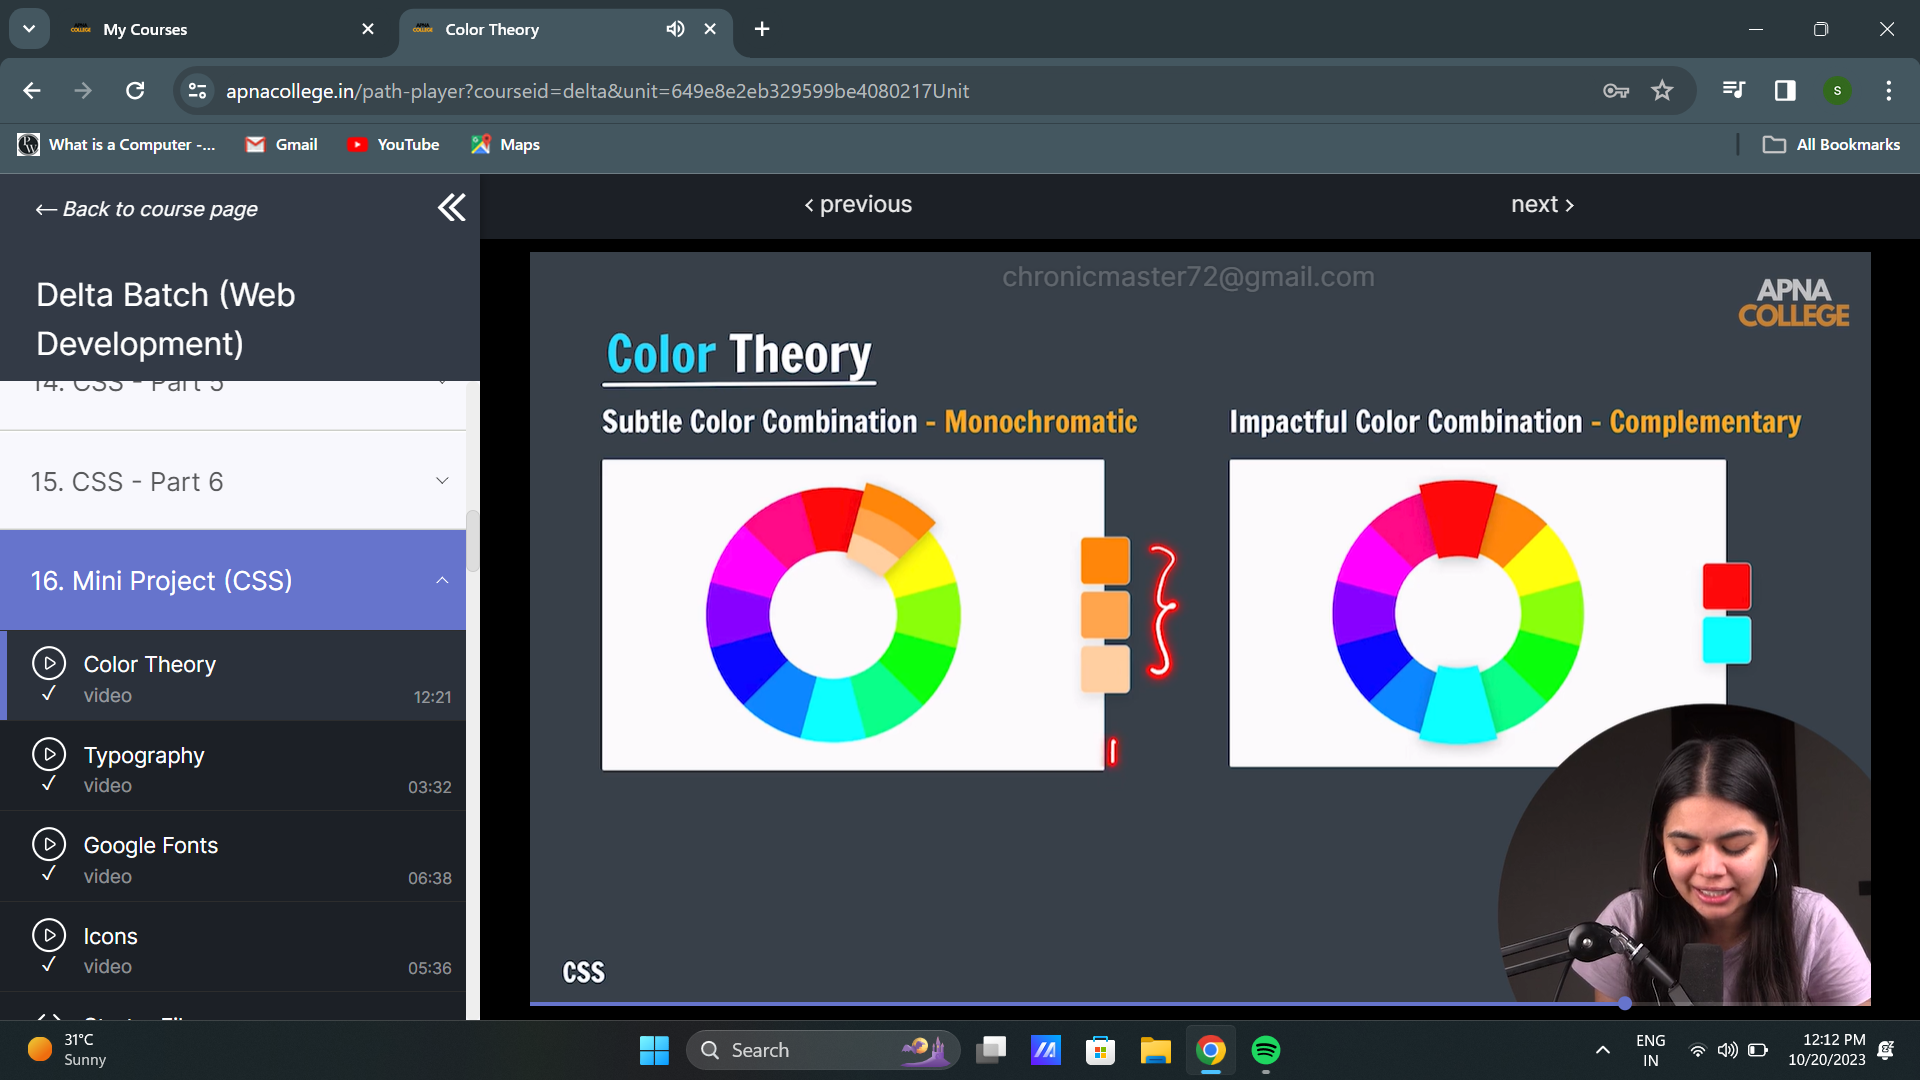 My Courses
Color Theory
apnacollege.in/path-player?courseid=delta&unit=649e8e2eb329599be4080217Unit
S
What is a Computer -...
Gmail
YouTube
Maps
All Bookmarks
← Back to course page
Delta Batch (Web
Development)
14. CSS - Part 5
15. CSS - Part 6
16. Mini Project (CSS)
Color Theory
video
12:21
Typography
video
03:32
Google Fonts
video
06:38
Icons
video
05:36
‹ previous
next ›
chronicmaster72@gmail.com
APNA
COLLEGE
Color Theory
Subtle Color Combination - Monochromatic
Impactful Color Combination - Complementary
CSS
31°C
Sunny
Search
ENG
IN
12:12 PM
10/20/2023